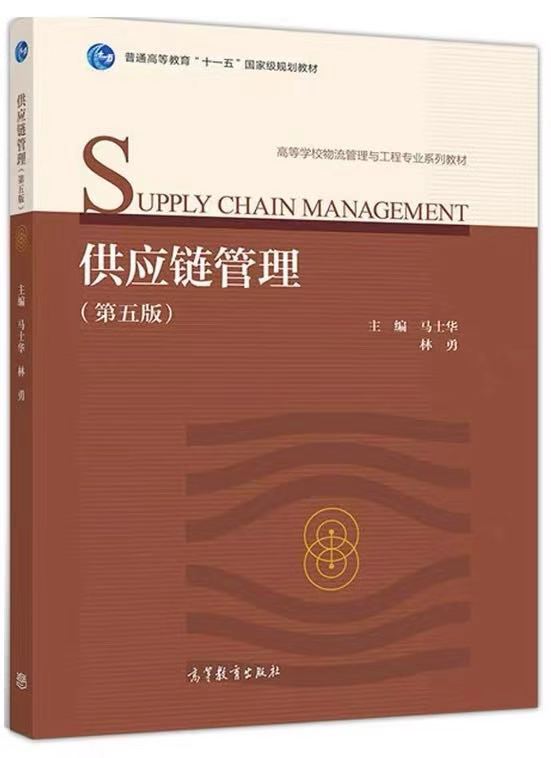 普通高等教育“十一五”国家级规划教材
高等学校物流管理与工程专业系列教材
SUPPLY CHAIN MANAGEMENT
供应链管理
（第五版）
主编 马士华
林勇
高等教育出版社
供应链管理（第五版）
主编 马士华 林勇